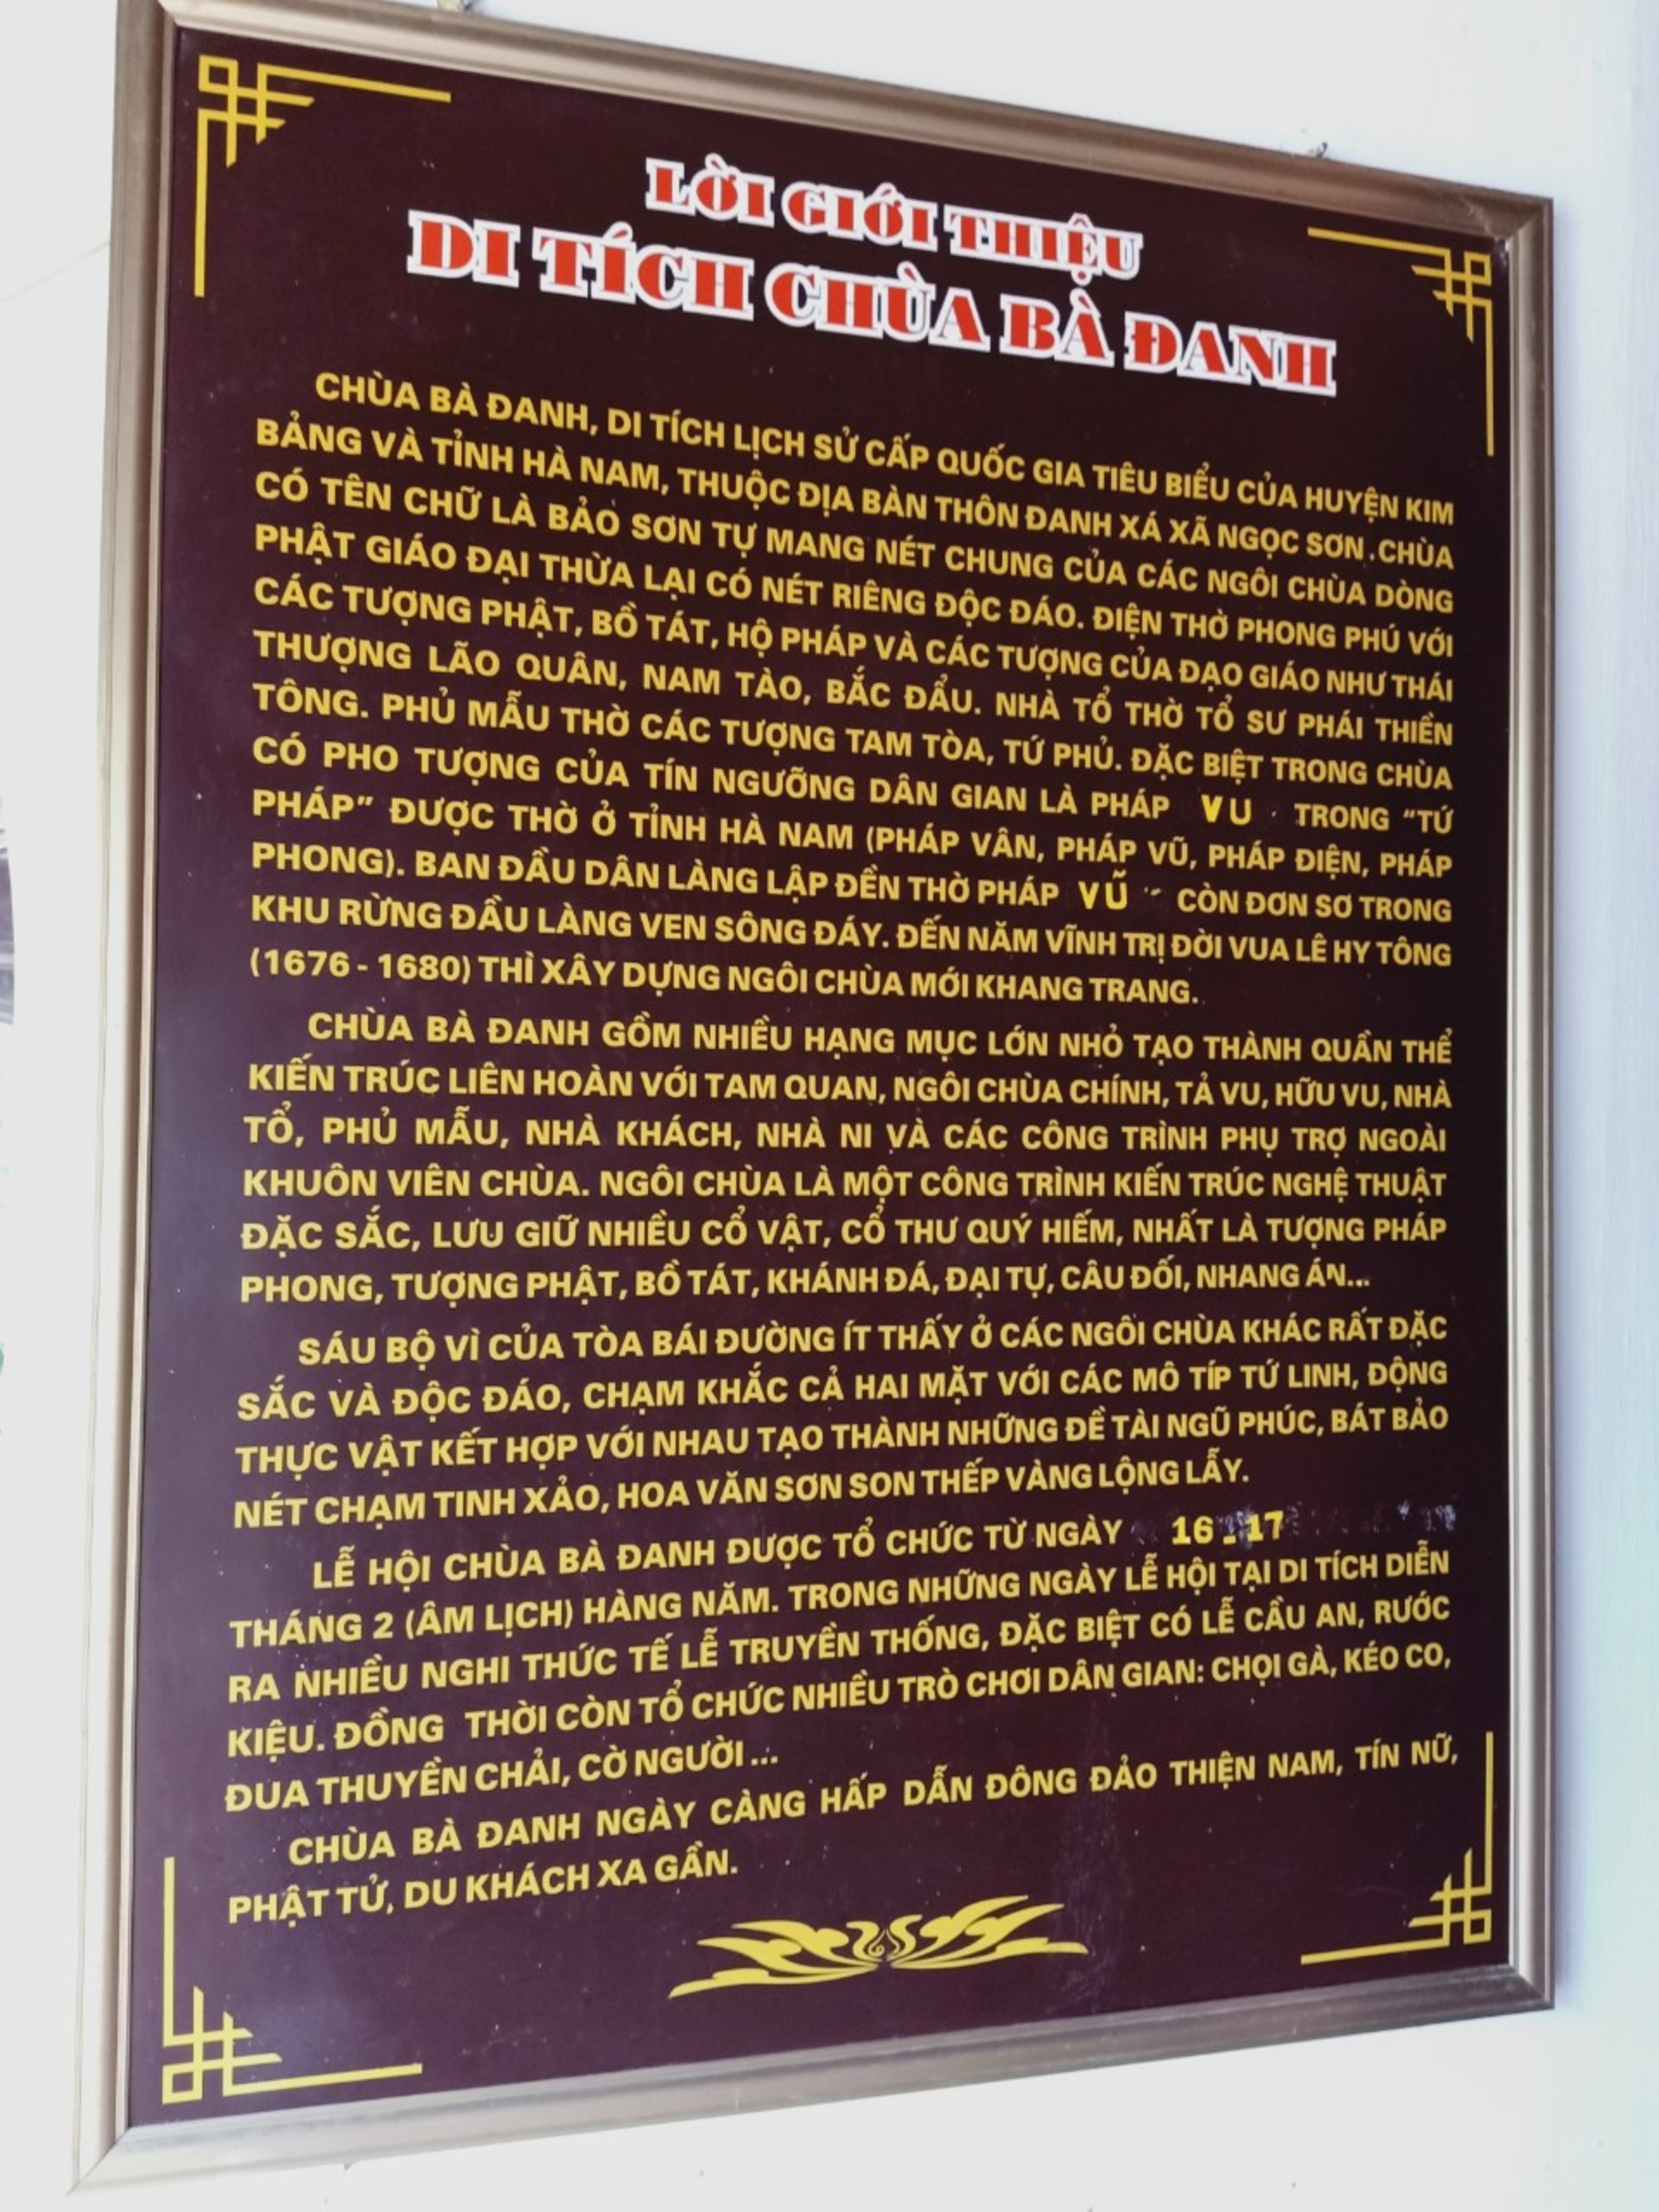 LỜI GIỚI THIỆU
DI TÍCH CHÙA BÀ ĐANH
CHÙA BÀ ĐANH, DI TÍCH LỊCH SỬ CẤP QUỐC GIA TIÊU BIỂU CỦA HUYỆN KIM
BẢNG VÀ TỈNH HÀ NAM, THUỘC ĐỊA BÀN THÔN ĐANH XÁ XÃ NGỌC SƠN. CHÙA
CÓ TÊN CHỮ LÀ BẢO SƠN TỰ MANG NÉT CHUNG CỦA CÁC NGÔI CHÙA DÒNG
PHẬT GIÁO ĐẠI THỪA LẠI CÓ NÉT RIÊNG ĐỘC ĐÁO. ĐIỆN THỜ PHONG PHÚ VỚI
CÁC TƯỢNG PHẬT, BỒ TÁT, HỘ PHÁP VÀ CÁC TƯỢNG CỦA ĐẠO GIÁO NHƯ THÁI
THƯỢNG LÃO QUÂN, NAM TÀO, BẮC ĐẨU. NHÀ TỔ THỜ TỔ SƯ PHÁI THIỀN
TÔNG. PHỦ MẪU THỜ CÁC TƯỢNG TAM TÒA, TỨ PHỦ. ĐẶC BIỆT TRONG CHÙA
CÓ PHO TƯỢNG CỦA TÍN NGƯỠNG DÂN GIAN LÀ PHÁP VU TRONG “TỨ
PHÁP” ĐƯỢC THỜ Ở TỈNH HÀ NAM (PHÁP VÂN, PHÁP VŨ, PHÁP ĐIỆN, PHÁP
PHONG). BAN ĐẦU DÂN LÀNG LẬP ĐỀN THỜ PHÁP VŨ CÒN ĐƠN SƠ TRONG
KHU RỪNG ĐẦU LÀNG VEN SÔNG ĐÁY. ĐẾN NĂM VĨNH TRỊ ĐỜI VUA LÊ HY TÔNG
(1676 - 1680) THÌ XÂY DỰNG NGÔI CHÙA MỚI KHANG TRANG.
CHÙA BÀ ĐANH GỒM NHIỀU HẠNG MỤC LỚN NHỎ TẠO THÀNH QUẦN THỂ
KIẾN TRÚC LIÊN HOÀN VỚI TAM QUAN, NGÔI CHÙA CHÍNH, TẢ VU, HỮU VU, NHÀ
TỔ, PHỦ MẪU, NHÀ KHÁCH, NHÀ NI VÀ CÁC CÔNG TRÌNH PHỤ TRỢ NGOÀI
KHUÔN VIÊN CHÙA. NGÔI CHÙA LÀ MỘT CÔNG TRÌNH KIẾN TRÚC NGHỆ THUẬT
ĐẶC SẮC, LƯU GIỮ NHIỀU CỔ VẬT, CỔ THƯ QUÝ HIẾM, NHẤT LÀ TƯỢNG PHÁP
PHONG, TƯỢNG PHẬT, BỒ TÁT, KHÁNH ĐÁ, ĐẠI TỰ, CÂU ĐỐI, NHANG ÁN...
SÁU BỘ VÌ CỦA TÒA BÁI ĐƯỜNG ÍT THẤY Ở CÁC NGÔI CHÙA KHÁC RẤT ĐẶC
SẮC VÀ ĐỘC ĐÁO, CHẠM KHẮC CẢ HAI MẶT VỚI CÁC MÔ TÍP TỨ LINH, ĐỘNG
THỰC VẬT KẾT HỢP VỚI NHAU TẠO THÀNH NHỮNG ĐỀ TÀI NGŨ PHÚC, BÁT BẢO
NÉT CHẠM TINH XẢO, HOA VĂN SƠN SON THẾP VÀNG LỘNG LẪY.
LỄ HỘI CHÙA BÀ ĐANH ĐƯỢC TỔ CHỨC TỪ NGÀY 16 - 17
THÁNG 2 (ÂM LỊCH) HÀNG NĂM. TRONG NHỮNG NGÀY LỄ HỘI TẠI DI TÍCH DIỄN
RA NHIỀU NGHI THỨC TẾ LỄ TRUYỀN THỐNG, ĐẶC BIỆT CÓ LỄ CẦU AN, RƯỚC
KIỆU. ĐỒNG THỜI CÒN TỔ CHỨC NHIỀU TRÒ CHƠI DÂN GIAN: CHỌI GÀ, KÉO CO,
ĐUA THUYỀN CHẢI, CỜ NGƯỜI ...
CHÙA BÀ ĐANH NGÀY CÀNG HẤP DẪN ĐÔNG ĐẢO THIỆN NAM, TÍN NỮ,
PHẬT TỬ, DU KHÁCH XA GẦN.